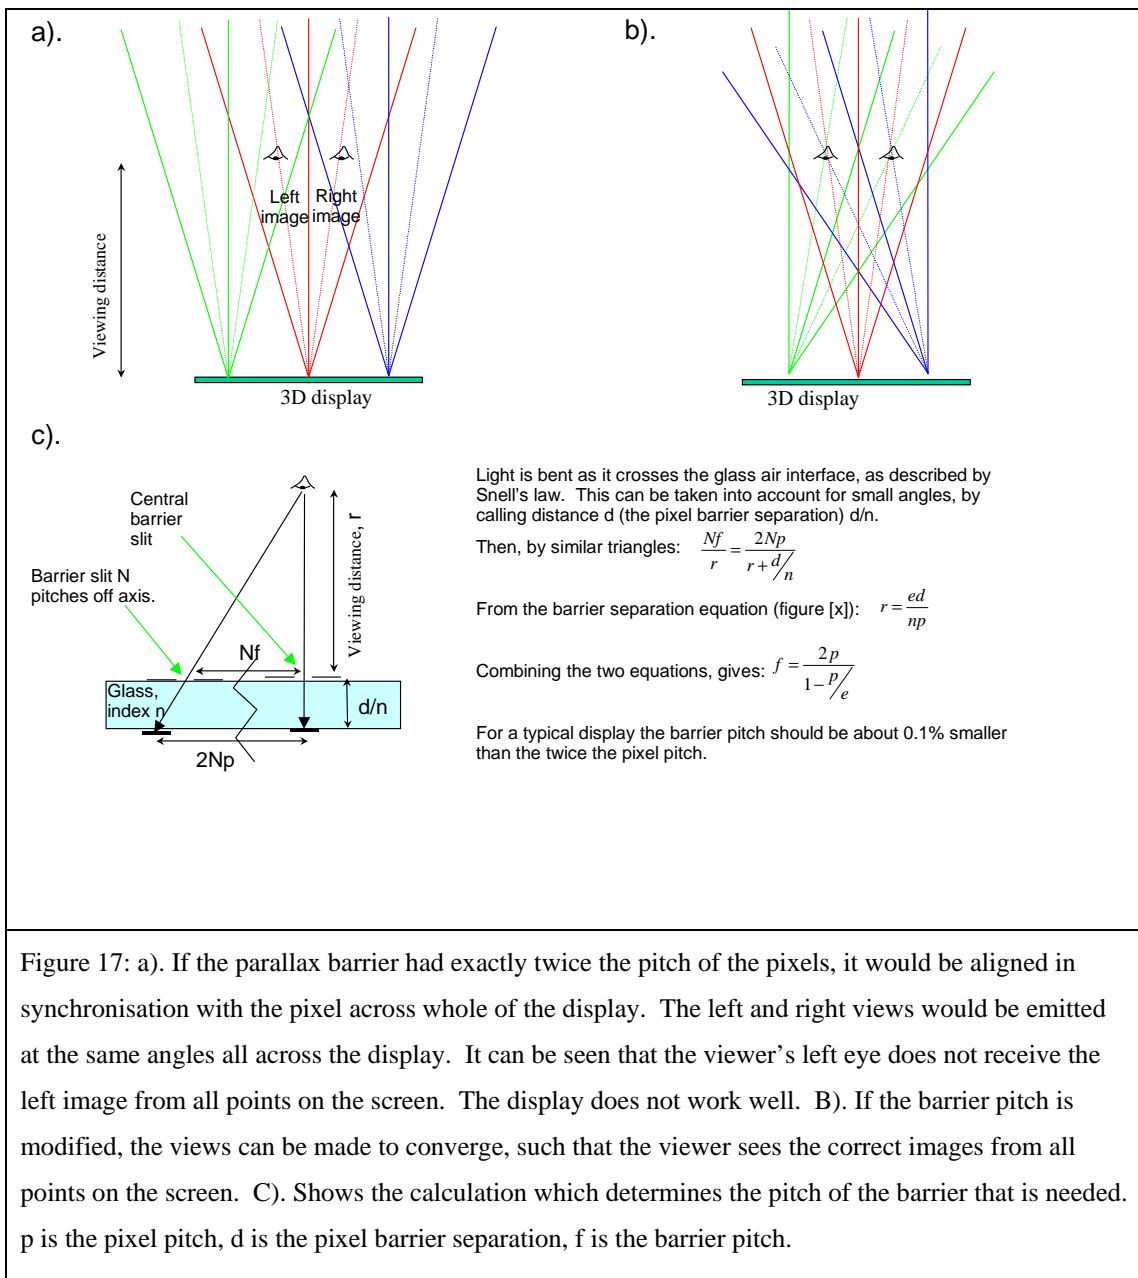 a).
b).
Left Right
image image
Viewing distance
3D display
3D display
c).
Central
barrier
slit
Barrier slit N
pitches off axis.
Viewing distance, r
Nf
Glass,
index n
d/n
2Np
Light is bent as it crosses the glass air interface, as described by
Snell's law. This can be taken into account for small angles, by
calling distance d (the pixel barrier separation) d/n.
Then, by similar triangles: Nf/r = 2Np/(r + d/n)
From the barrier separation equation (figure [x]): r = ed/np
Combining the two equations, gives: f = 2p/(1 - p/e)
For a typical display the barrier pitch should be about 0.1% smaller
than the twice the pixel pitch.
Figure 17: a). If the parallax barrier had exactly twice the pitch of the pixels, it would be aligned in
synchronisation with the pixel across whole of the display. The left and right views would be emitted
at the same angles all across the display. It can be seen that the viewer's left eye does not receive the
left image from all points on the screen. The display does not work well. B). If the barrier pitch is
modified, the views can be made to converge, such that the viewer sees the correct images from all
points on the screen. C). Shows the calculation which determines the pitch of the barrier that is needed.
p is the pixel pitch, d is the pixel barrier separation, f is the barrier pitch.